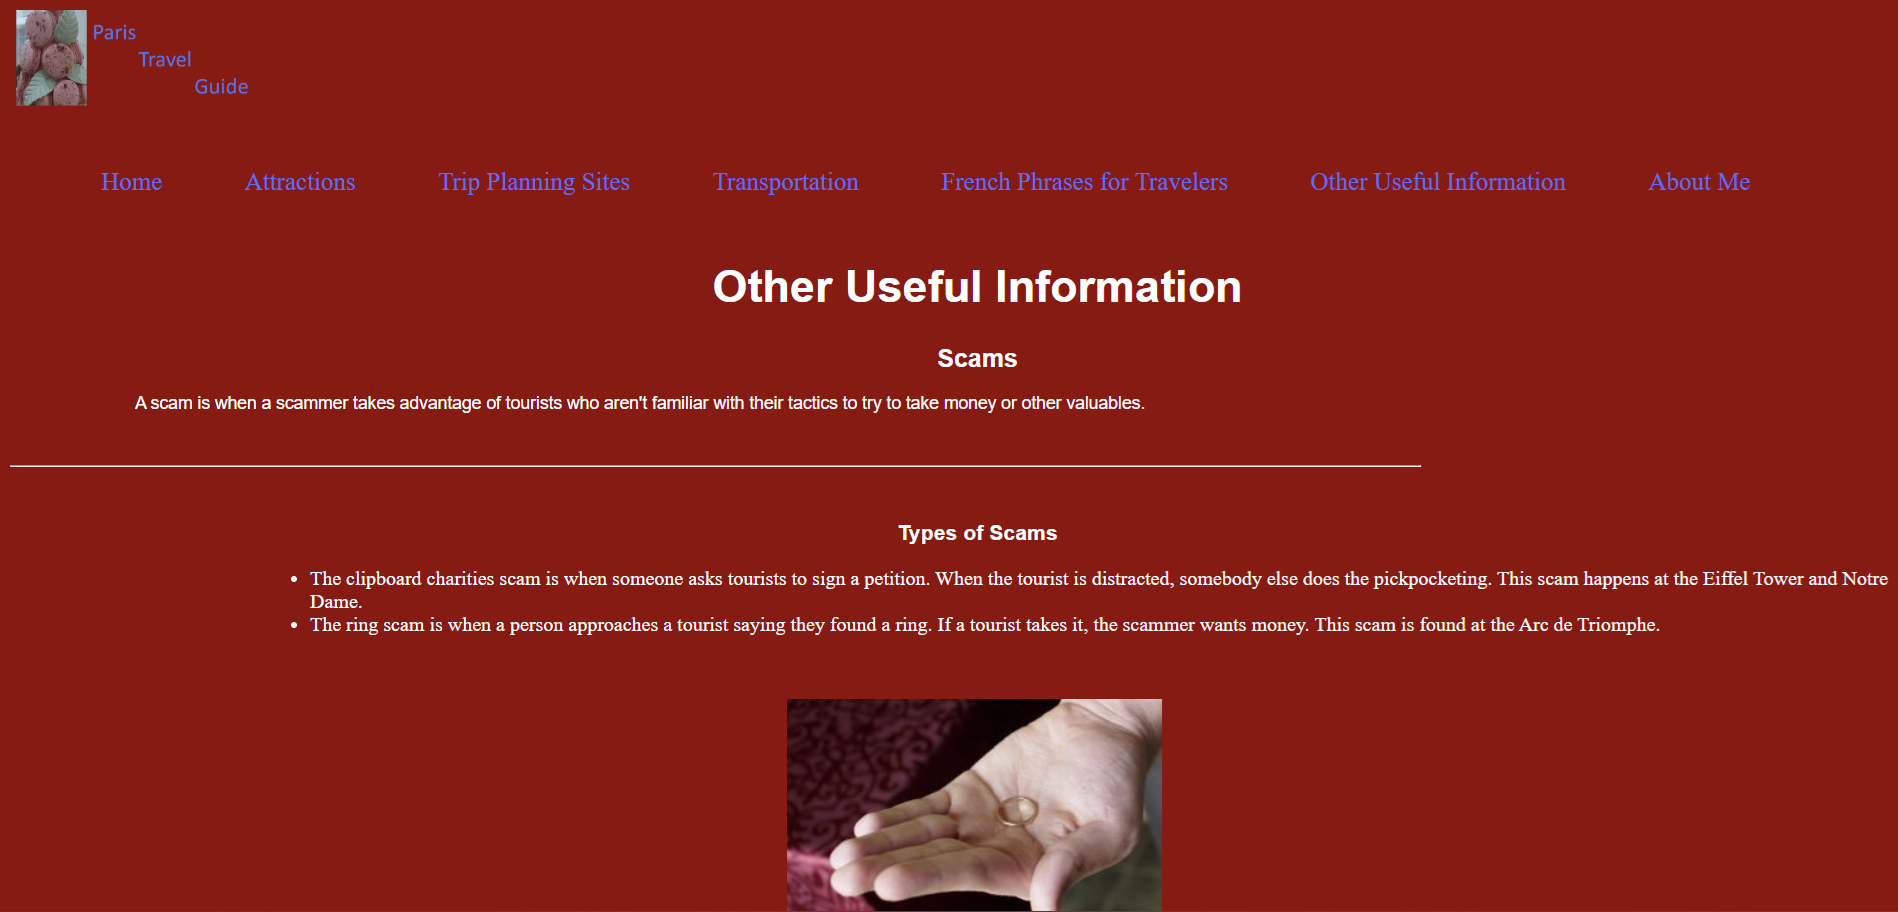 Paris
Travel
Guide
Home Attractions Trip Planning Sites Transportation French Phrases for Travelers Other Useful Information About Me
Other Useful Information
Scams
A scam is when a scammer takes advantage of tourists who aren't familiar with their tactics to try to take money or other valuables.
Types of Scams
• The clipboard charities scam is when someone asks tourists to sign a petition. When the tourist is distracted, somebody else does the pickpocketing. This scam happens at the Eiffel Tower and Notre
Dame.
• The ring scam is when a person approaches a tourist saying they found a ring. If a tourist takes it, the scammer wants money. This scam is found at the Arc de Triomphe.